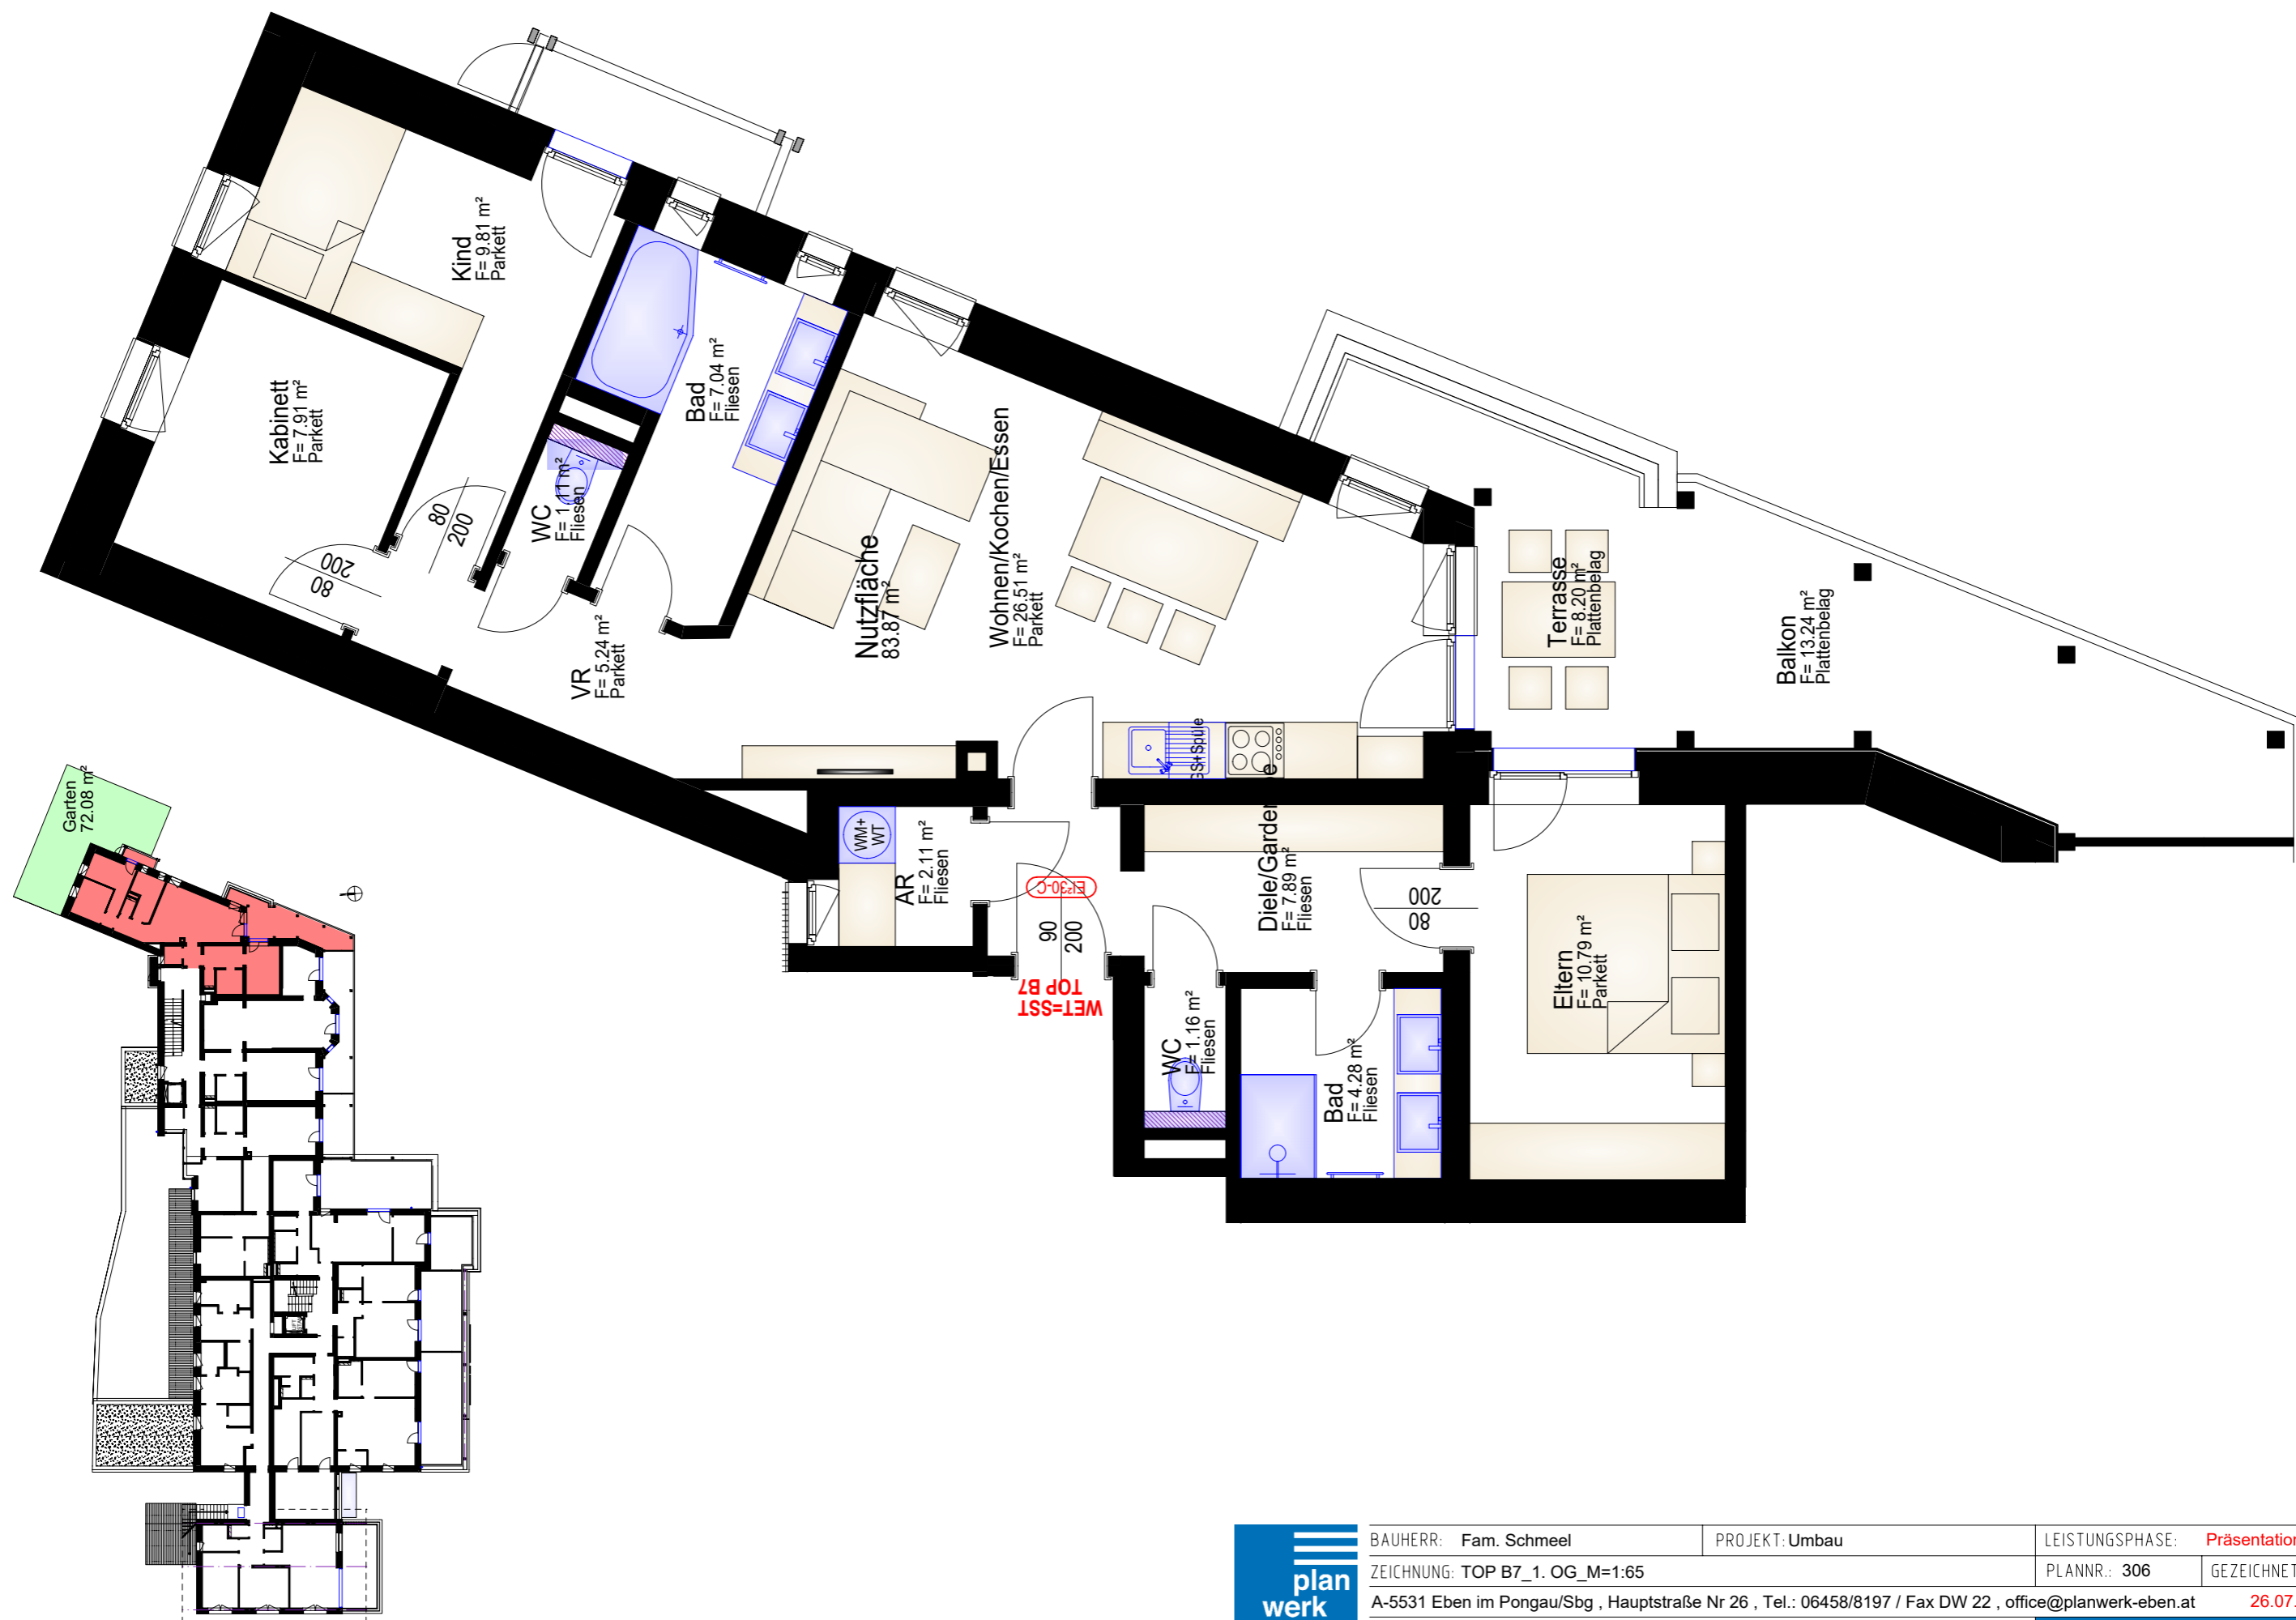 Kind
F= 9.81 m²
Parkett
Kabinett
F= 7.91 m²
Parkett
80
200
80
200
WC
F= 1.11 m²
Fliesen
Bad
F= 7.04 m²
Fliesen
VR
F= 5.24 m²
Parkett
Nutzfläche
83.87 m²
Wohnen/Kochen/Essen
F= 26.51 m²
Parkett
Terrasse
F= 8.20 m²
Plattenbelag
Balkon
F= 13.24 m²
Plattenbelag
GS+Spüle
WM+
WT
AR
F= 2.11 m²
Fliesen
EI²30-C
90
200
WET=SST
TOP B7
Diele/Garderobe
F= 7.89 m²
Fliesen
80
200
WC
F= 1.16 m²
Fliesen
Bad
F= 4.28 m²
Fliesen
Eltern
F= 10.79 m²
Parkett
Garten
72.08 m²
plan
werk
BAUHERR: Fam. Schmeel
PROJEKT: Umbau
LEISTUNGSPHASE: Präsentation
ZEICHNUNG: TOP B7_1. OG_M=1:65
PLANNR.: 306
GEZEICHNET
A-5531 Eben im Pongau/Sbg , Hauptstraße Nr 26 , Tel.: 06458/8197 / Fax DW 22 , office@planwerk-eben.at
26.07.